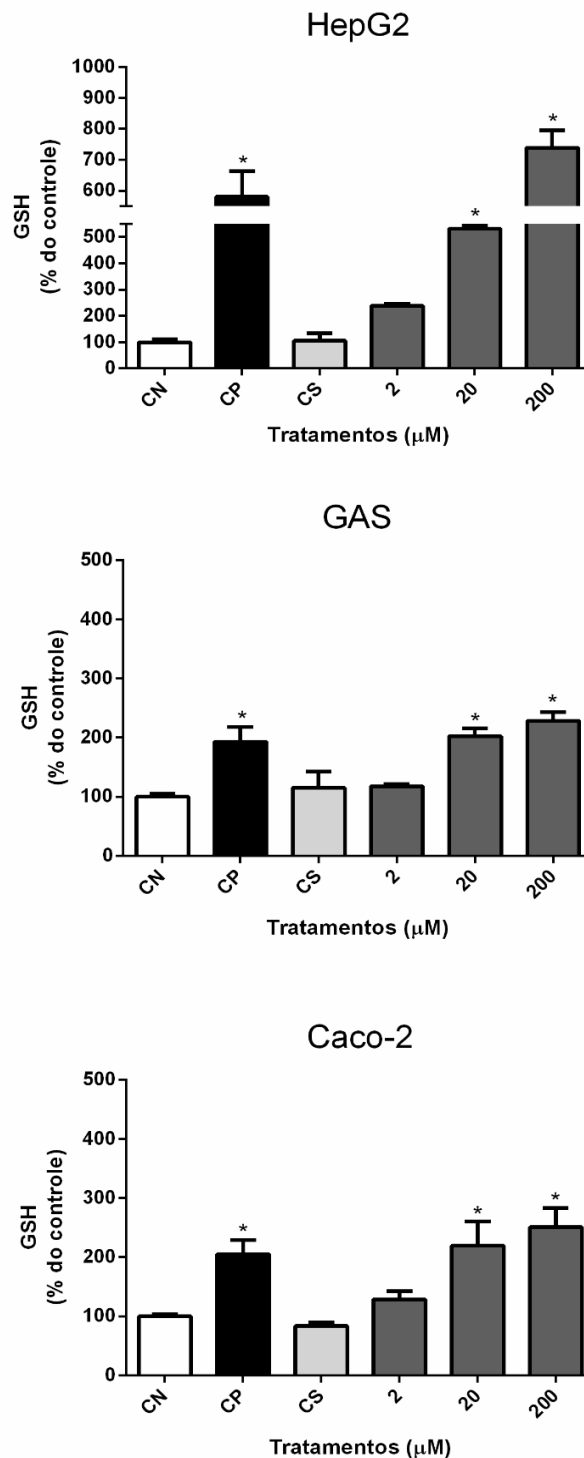 HepG2
GSH
(% do controle)
1000
900
800
700
600
500
400
300
200
100
0
*
*
*
CN
CP
CS
2
20
200
Tratamentos (μM)
GAS
GSH
(% do controle)
500
400
300
200
100
0
*
*
*
CN
CP
CS
2
20
200
Tratamentos (μM)
Caco-2
GSH
(% do controle)
500
400
300
200
100
0
*
*
*
CN
CP
CS
2
20
200
Tratamentos (μM)